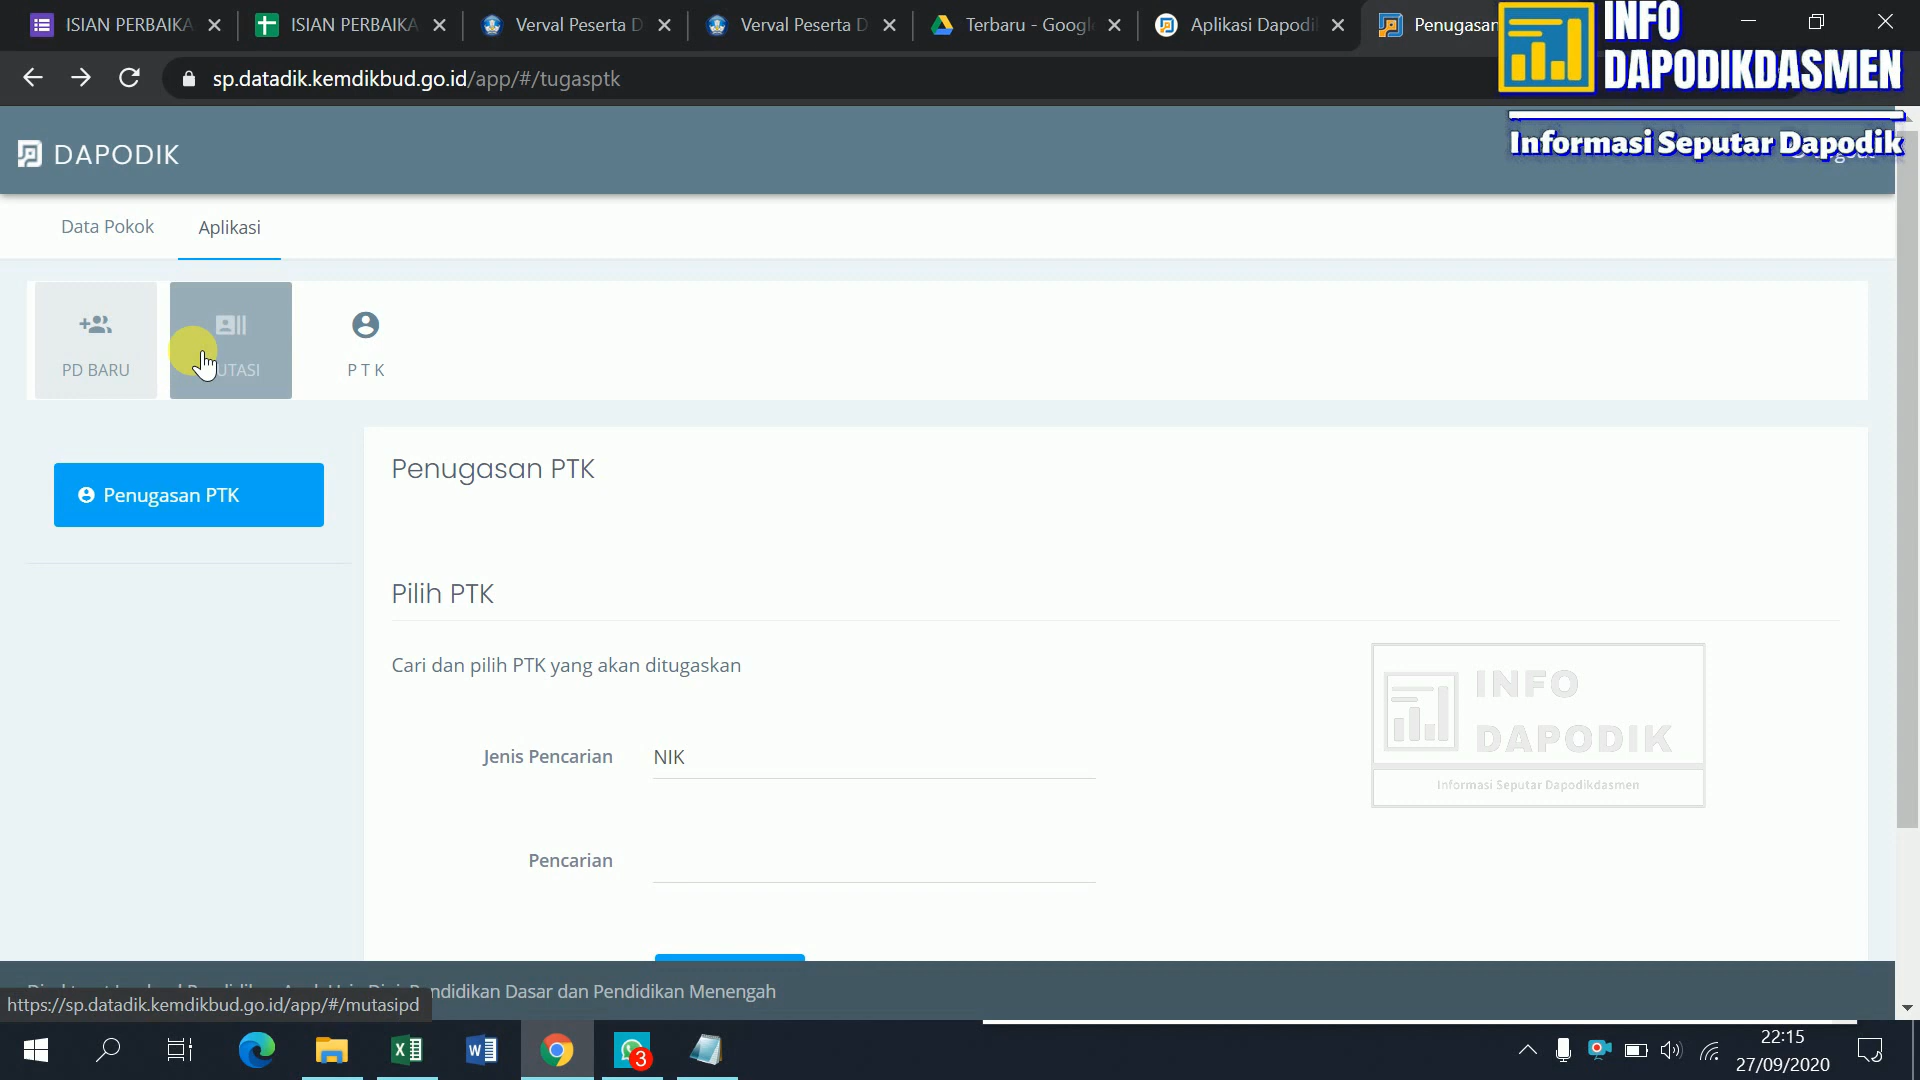 ISIAN PERBAIKA
ISIAN PERBAIKA
Verval Peserta D
Verval Peserta D
Terbaru - Google
Aplikasi Dapodi
Penugasan
INFO
DAPODIKDASMEN
Informasi Seputar Dapodik
sp.datadik.kemdikbud.go.id/app/#/tugasptk
DAPODIK
Data Pokok
Aplikasi
PD BARU
UTASI
P T K
Penugasan PTK
Penugasan PTK
Pilih PTK
Cari dan pilih PTK yang akan ditugaskan
Jenis Pencarian
NIK
Pencarian
INFO
DAPODIK
Informasi Seputar Dapodikdasmen
ndidikan Dasar dan Pendidikan Menengah
https://sp.datadik.kemdikbud.go.id/app/#/mutasipd
3
22:15
27/09/2020